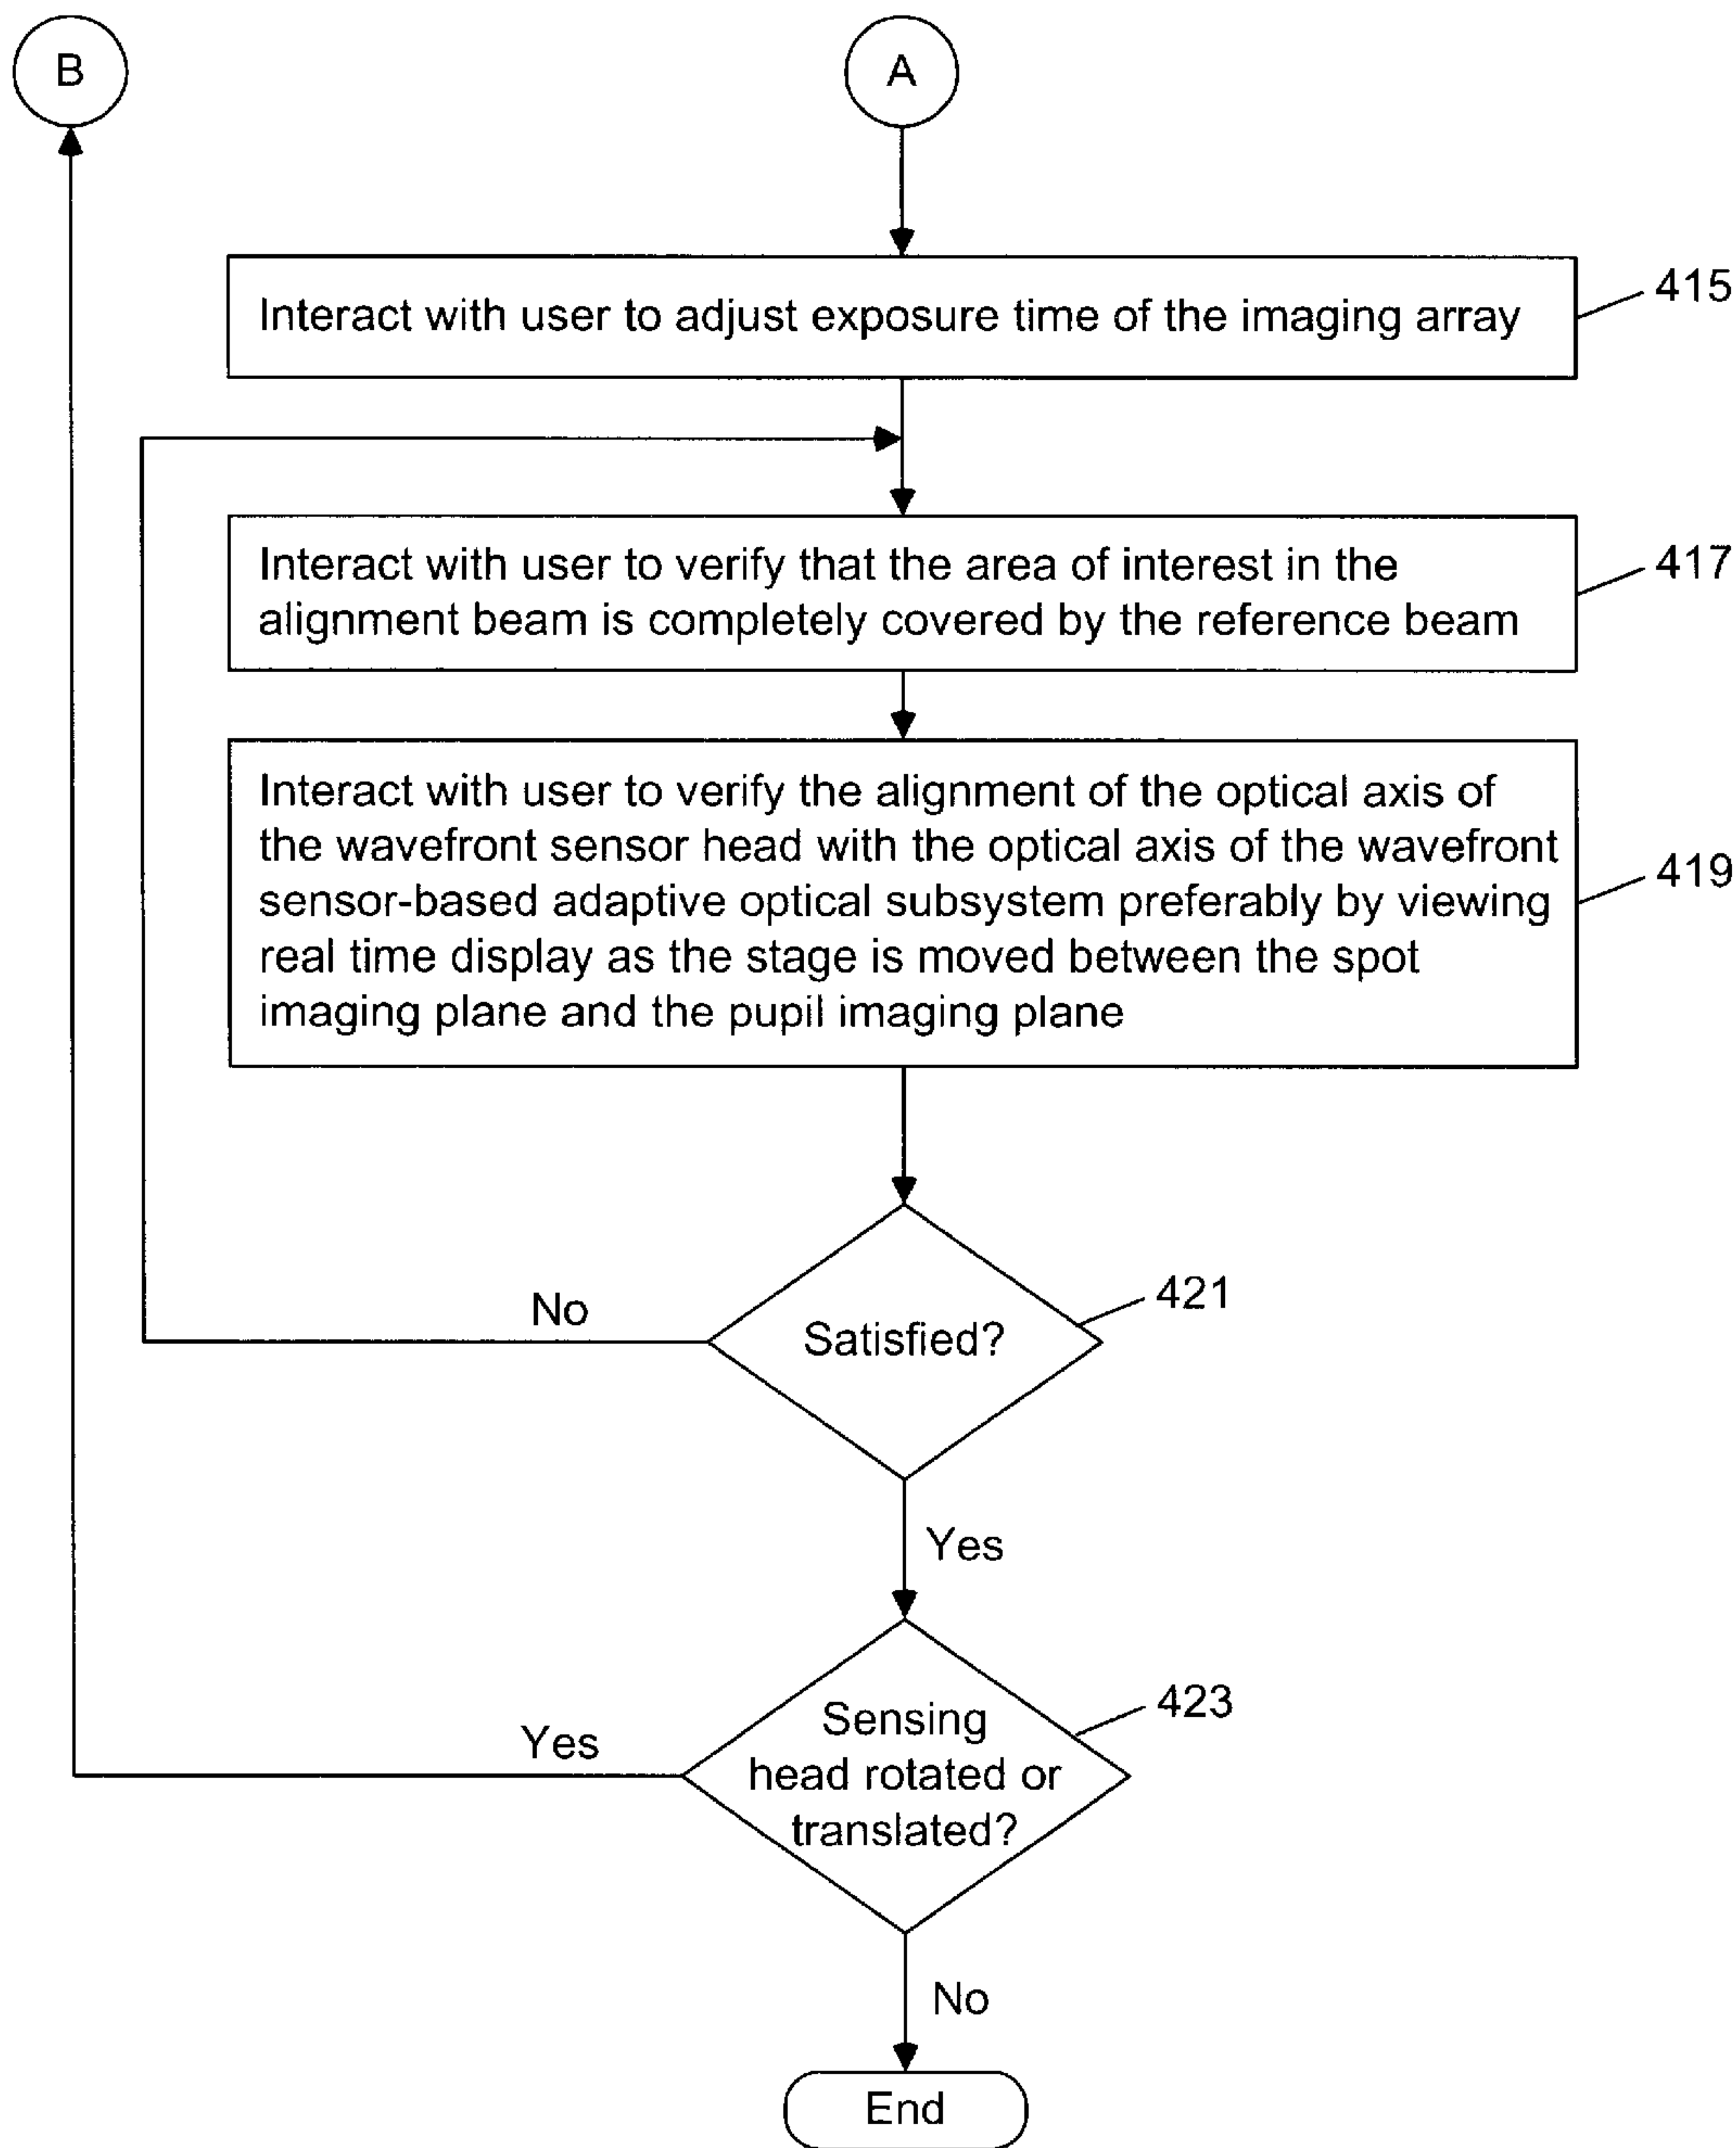 B
A
Interact with user to adjust exposure time of the imaging array
415
Interact with user to verify that the area of interest in the
alignment beam is completely covered by the reference beam
417
Interact with user to verify the alignment of the optical axis of
the wavefront sensor head with the optical axis of the wavefront
sensor-based adaptive optical subsystem preferably by viewing
real time display as the stage is moved between the spot
imaging plane and the pupil imaging plane
419
Satisfied?
421
No
Yes
Sensing
head rotated or
translated?
423
Yes
No
End